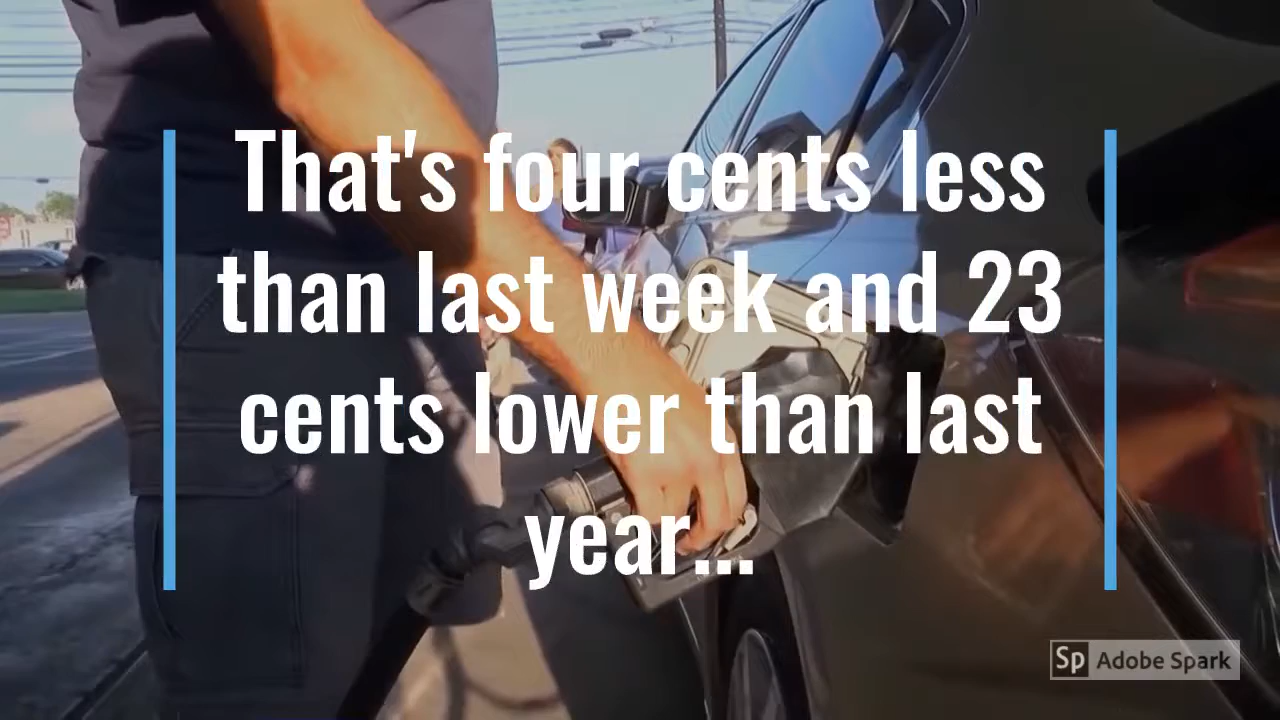 That's four cents less
than last week and 23
cents lower than last
year...
Sp Adobe Spark